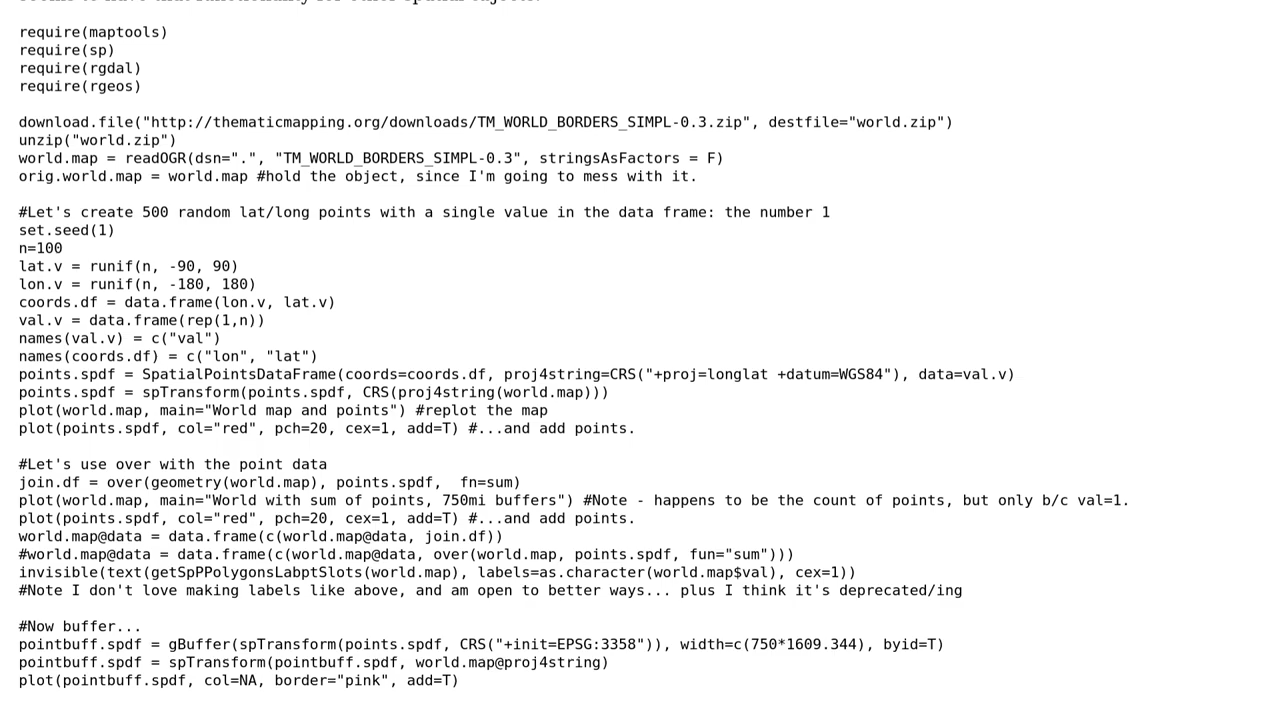 require(maptools)
require(sp)
require(rgdal)
require(rgeos)
download.file("http://thematicmapping.org/downloads/TM_WORLD_BORDERS_SIMPL-0.3.zip", destfile="world.zip")
unzip("world.zip")
world.map = readOGR(dsn=".", "TM_WORLD_BORDERS_SIMPL-0.3", stringsAsFactors = F)
orig.world.map = world.map #hold the object, since I'm going to mess with it.
#Let's create 500 random lat/long points with a single value in the data frame: the number 1
set.seed(1)
n=100
lat.v = runif(n, -90, 90)
lon.v = runif(n, -180, 180)
coords.df = data.frame(lon.v, lat.v)
val.v = data.frame(rep(1,n))
names(val.v) = c("val")
names(coords.df) = c("lon", "lat")
points.spdf = SpatialPointsDataFrame(coords=coords.df, proj4string=CRS("+proj=longlat +datum=WGS84"), data=val.v)
points.spdf = spTransform(points.spdf, CRS(proj4string(world.map)))
plot(world.map, main="World map and points") #replot the map
plot(points.spdf, col="red", pch=20, cex=1, add=T) #...and add points.
#Let's use over with the point data
join.df = over(geometry(world.map), points.spdf,  fn=sum)
plot(world.map, main="World with sum of points, 750mi buffers") #Note - happens to be the count of points, but only b/c val=1.
plot(points.spdf, col="red", pch=20, cex=1, add=T) #...and add points.
world.map@data = data.frame(c(world.map@data, join.df))
#world.map@data = data.frame(c(world.map@data, over(world.map, points.spdf, fun="sum")))
invisible(text(getSpPPolygonsLabptSlots(world.map), labels=as.character(world.map$val), cex=1))
#Note I don't love making labels like above, and am open to better ways... plus I think it's deprecated/ing
#Now buffer...
pointbuff.spdf = gBuffer(spTransform(points.spdf, CRS("+init=EPSG:3358")), width=c(750*1609.344), byid=T)
pointbuff.spdf = spTransform(pointbuff.spdf, world.map@proj4string)
plot(pointbuff.spdf, col=NA, border="pink", add=T)